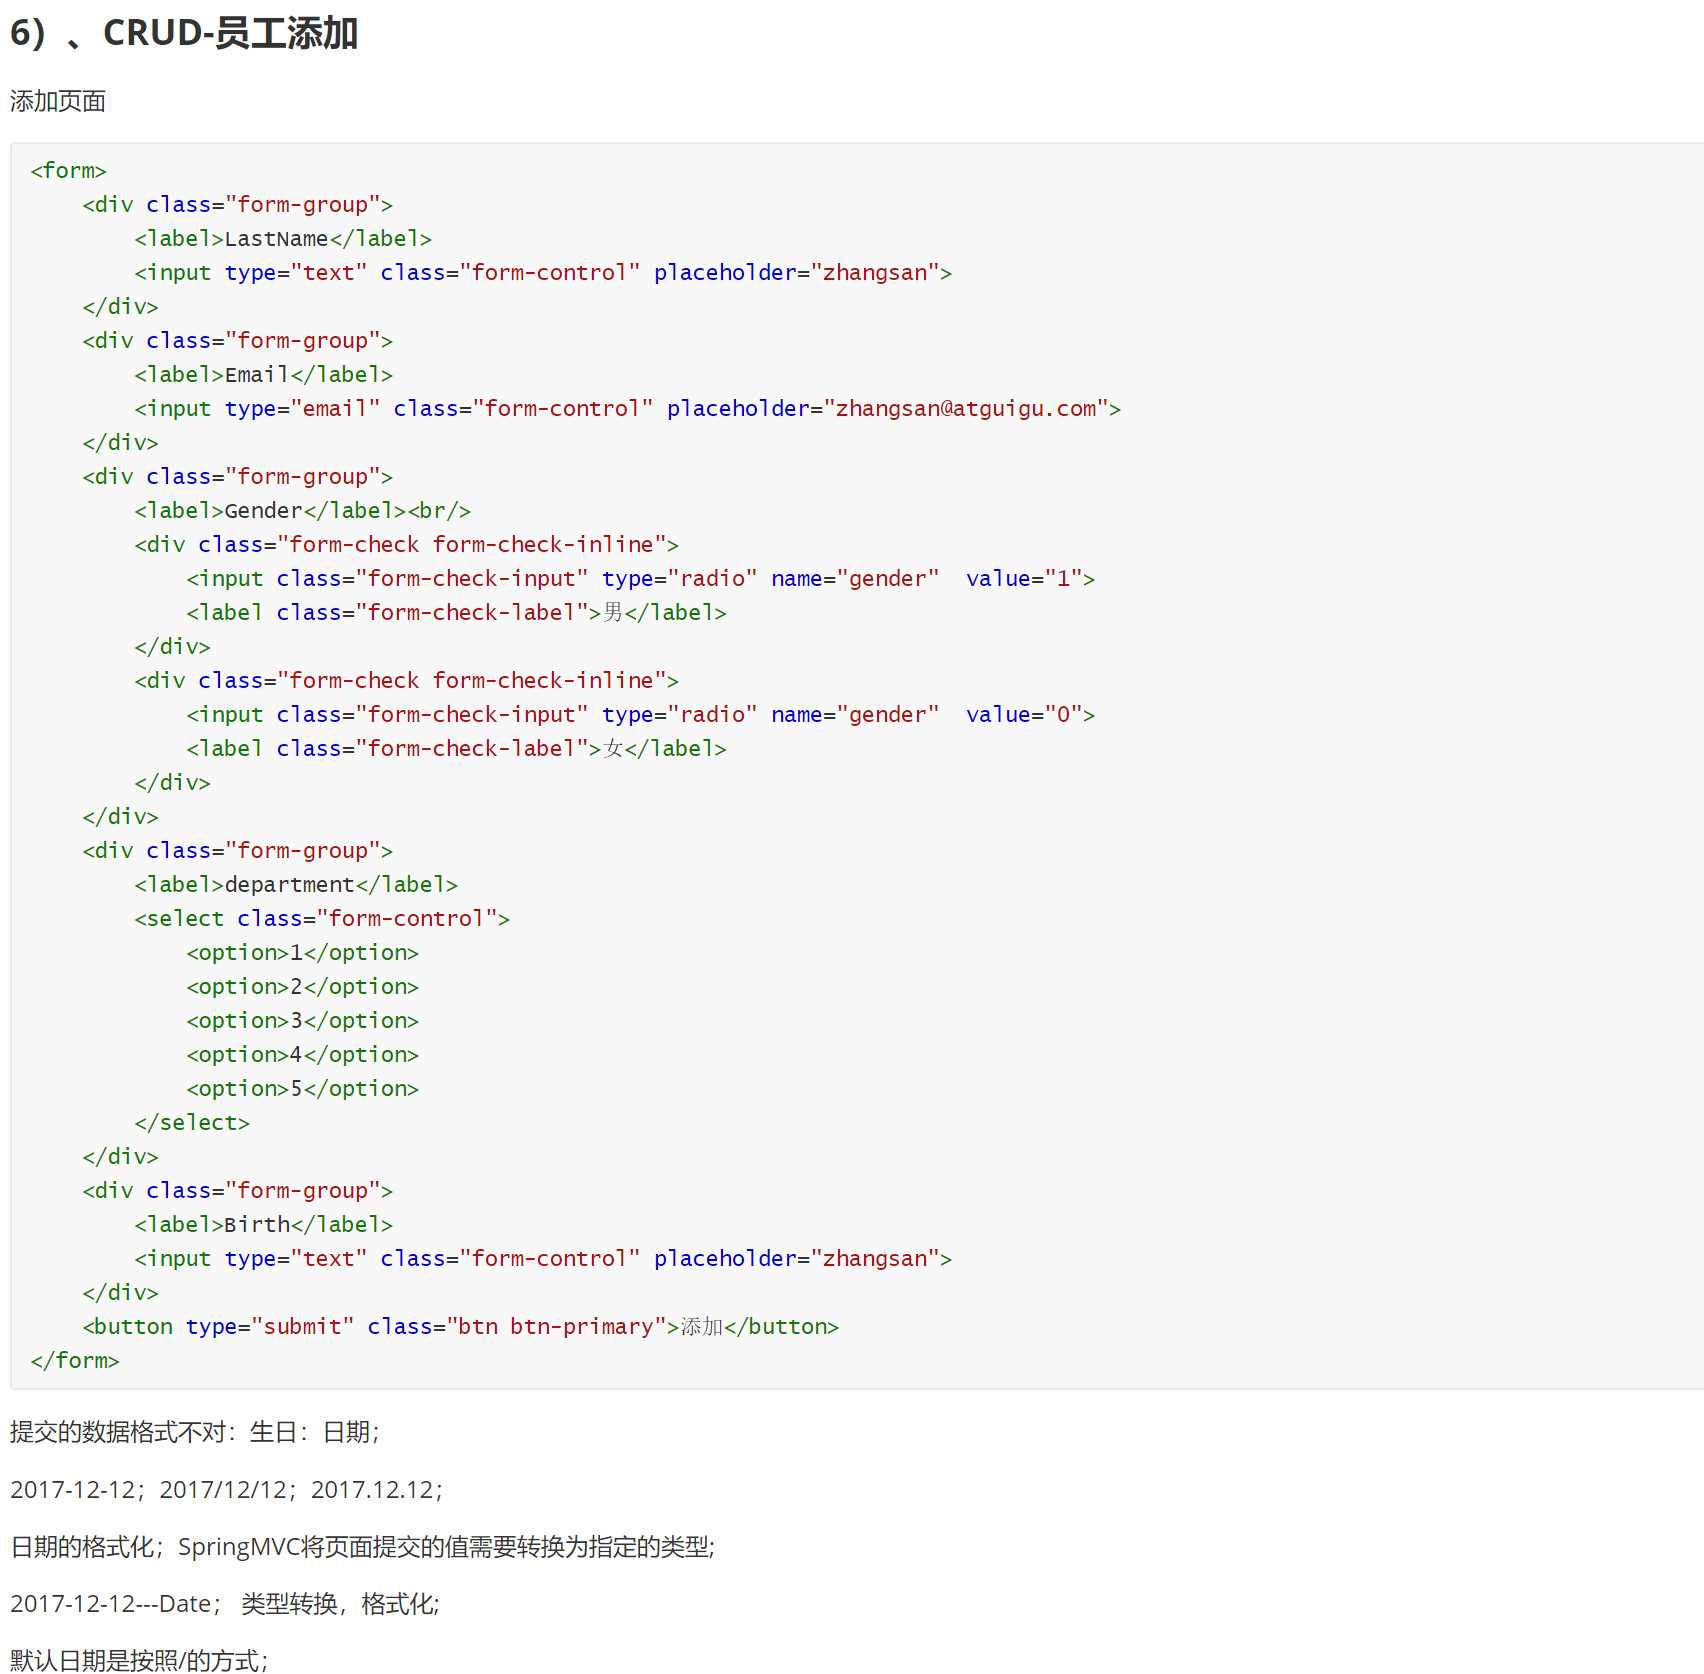 6）、CRUD-员工添加
添加页面
<form>
    <div class="form-group">
        <label>LastName</label>
        <input type="text" class="form-control" placeholder="zhangsan">
    </div>
    <div class="form-group">
        <label>Email</label>
        <input type="email" class="form-control" placeholder="zhangsan@atguigu.com">
    </div>
    <div class="form-group">
        <label>Gender</label><br/>
        <div class="form-check form-check-inline">
            <input class="form-check-input" type="radio" name="gender"  value="1">
            <label class="form-check-label">男</label>
        </div>
        <div class="form-check form-check-inline">
            <input class="form-check-input" type="radio" name="gender"  value="0">
            <label class="form-check-label">女</label>
        </div>
    </div>
    <div class="form-group">
        <label>department</label>
        <select class="form-control">
            <option>1</option>
            <option>2</option>
            <option>3</option>
            <option>4</option>
            <option>5</option>
        </select>
    </div>
    <div class="form-group">
        <label>Birth</label>
        <input type="text" class="form-control" placeholder="zhangsan">
    </div>
    <button type="submit" class="btn btn-primary">添加</button>
</form>
提交的数据格式不对：生日：日期；
2017-12-12；2017/12/12；2017.12.12；
日期的格式化；SpringMVC将页面提交的值需要转换为指定的类型;
2017-12-12---Date； 类型转换，格式化;
默认日期是按照/的方式；